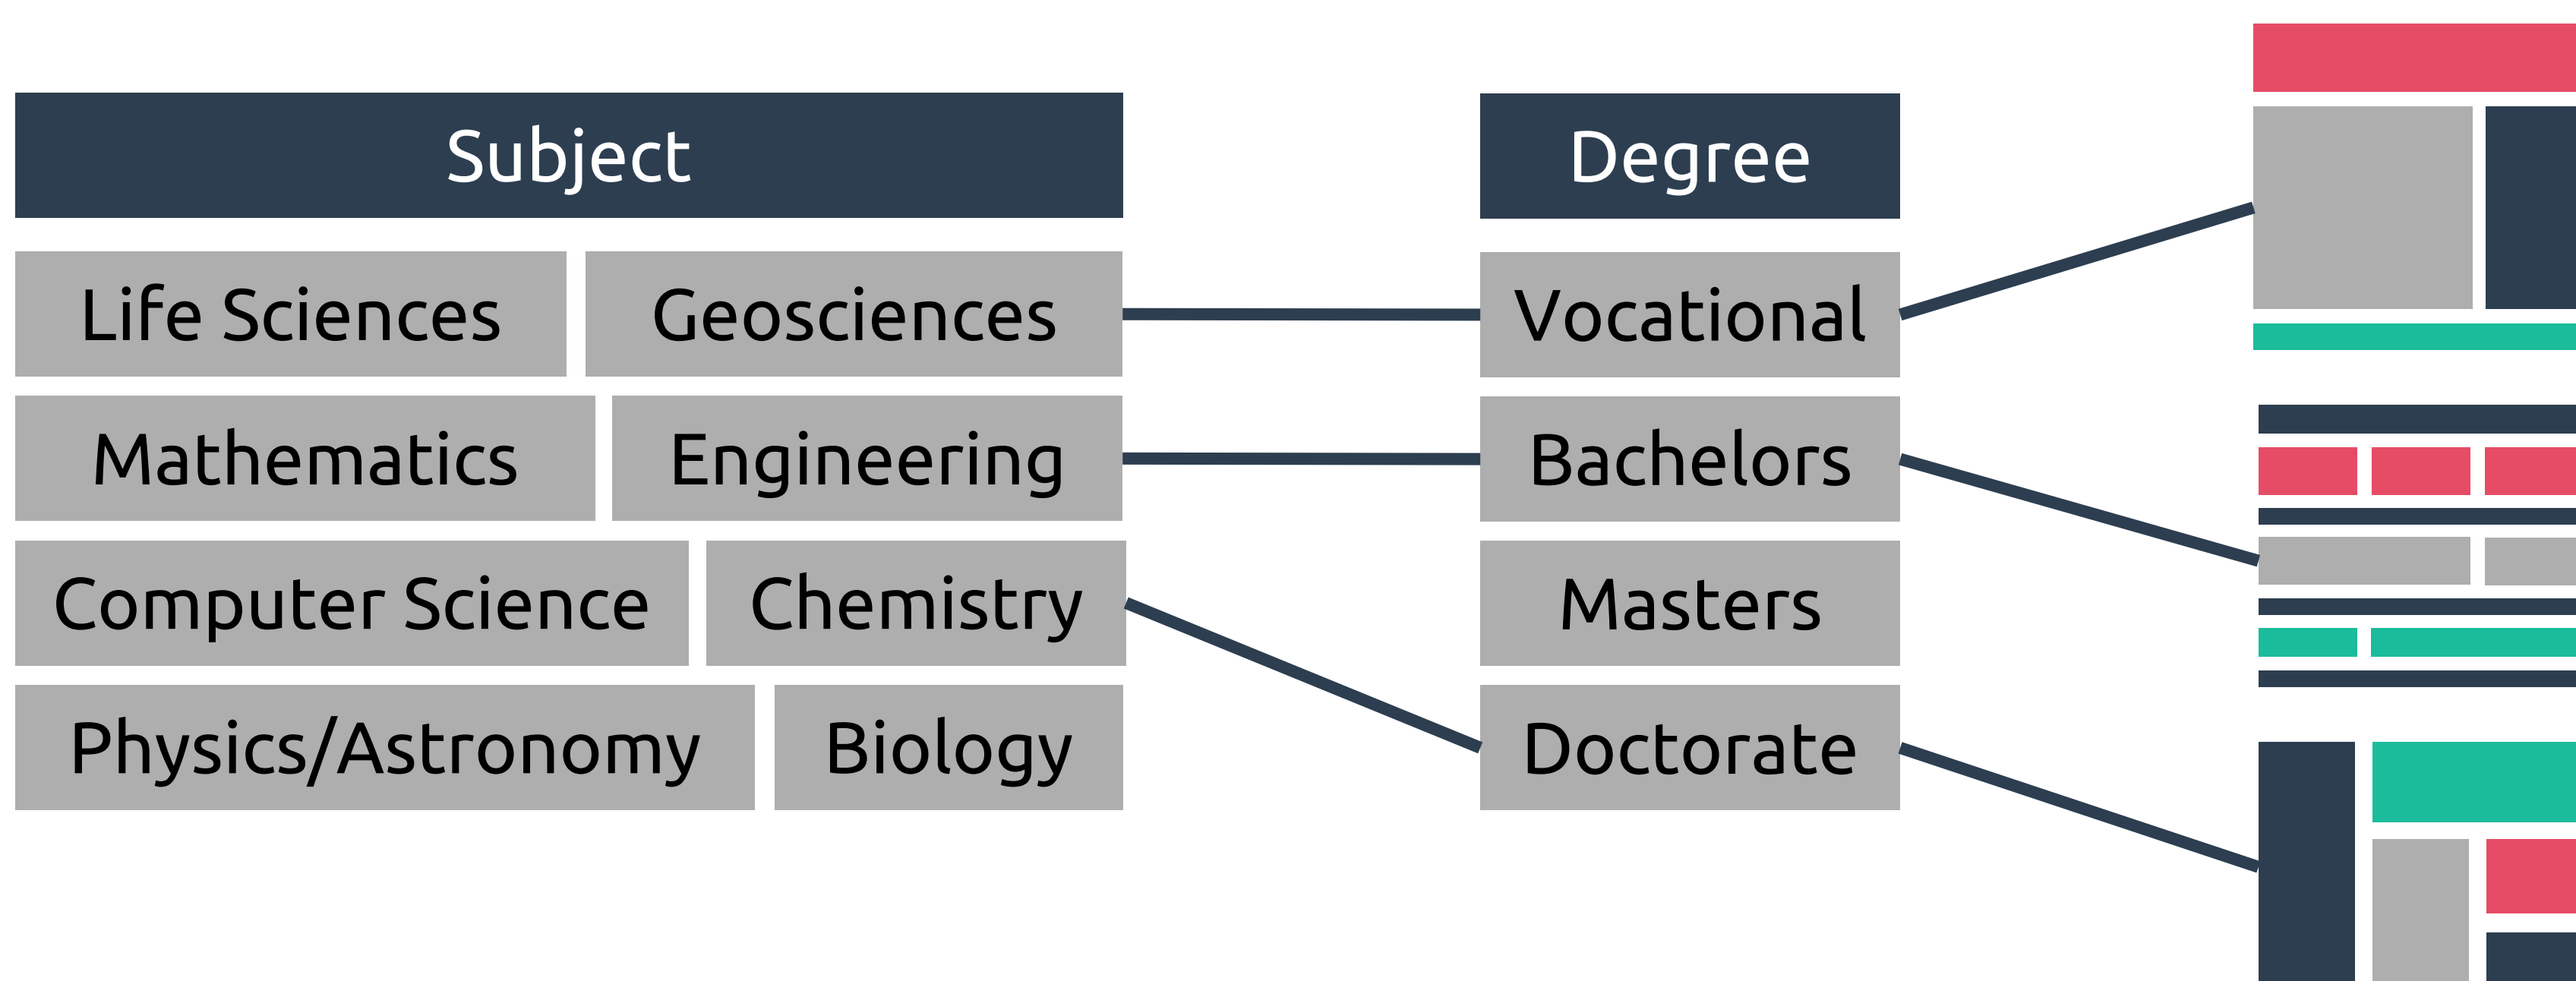 Subject
Life Sciences
Geosciences
Mathematics
Engineering
Computer Science
Chemistry
Physics/Astronomy
Biology
Degree
Vocational
Bachelors
Masters
Doctorate